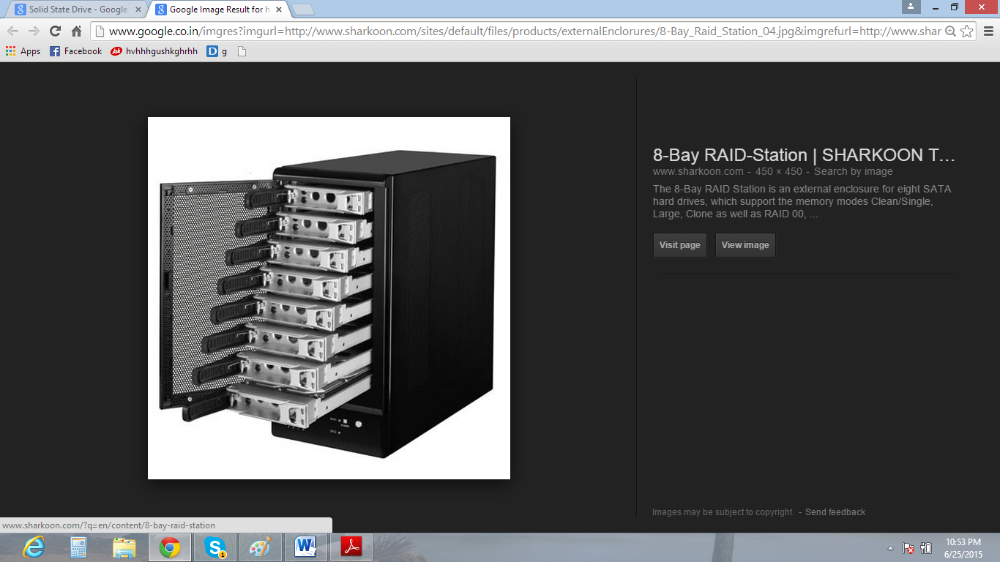 Solid State Drive - Google
Google Image Result for h
www.google.co.in/imgres?imgurl=http://www.sharkoon.com/sites/default/files/products/externalEnclorures/8-Bay_Raid_Station_04.jpg&imgrefurl=http://www.shar
Apps Facebook Ask hvhhhgushkghrhh D g
8-Bay RAID-Station | SHARKOON T...
www.sharkoon.com - 450 × 450 - Search by image
The 8-Bay RAID Station is an external enclosure for eight SATA
hard drives, which support the memory modes Clean/Single,
Large, Clone as well as RAID 00, ...
Visit page View image
Images may be subject to copyright. - Send feedback
www.sharkoon.com/?q=en/content/8-bay-raid-station
10:53 PM
6/25/2015